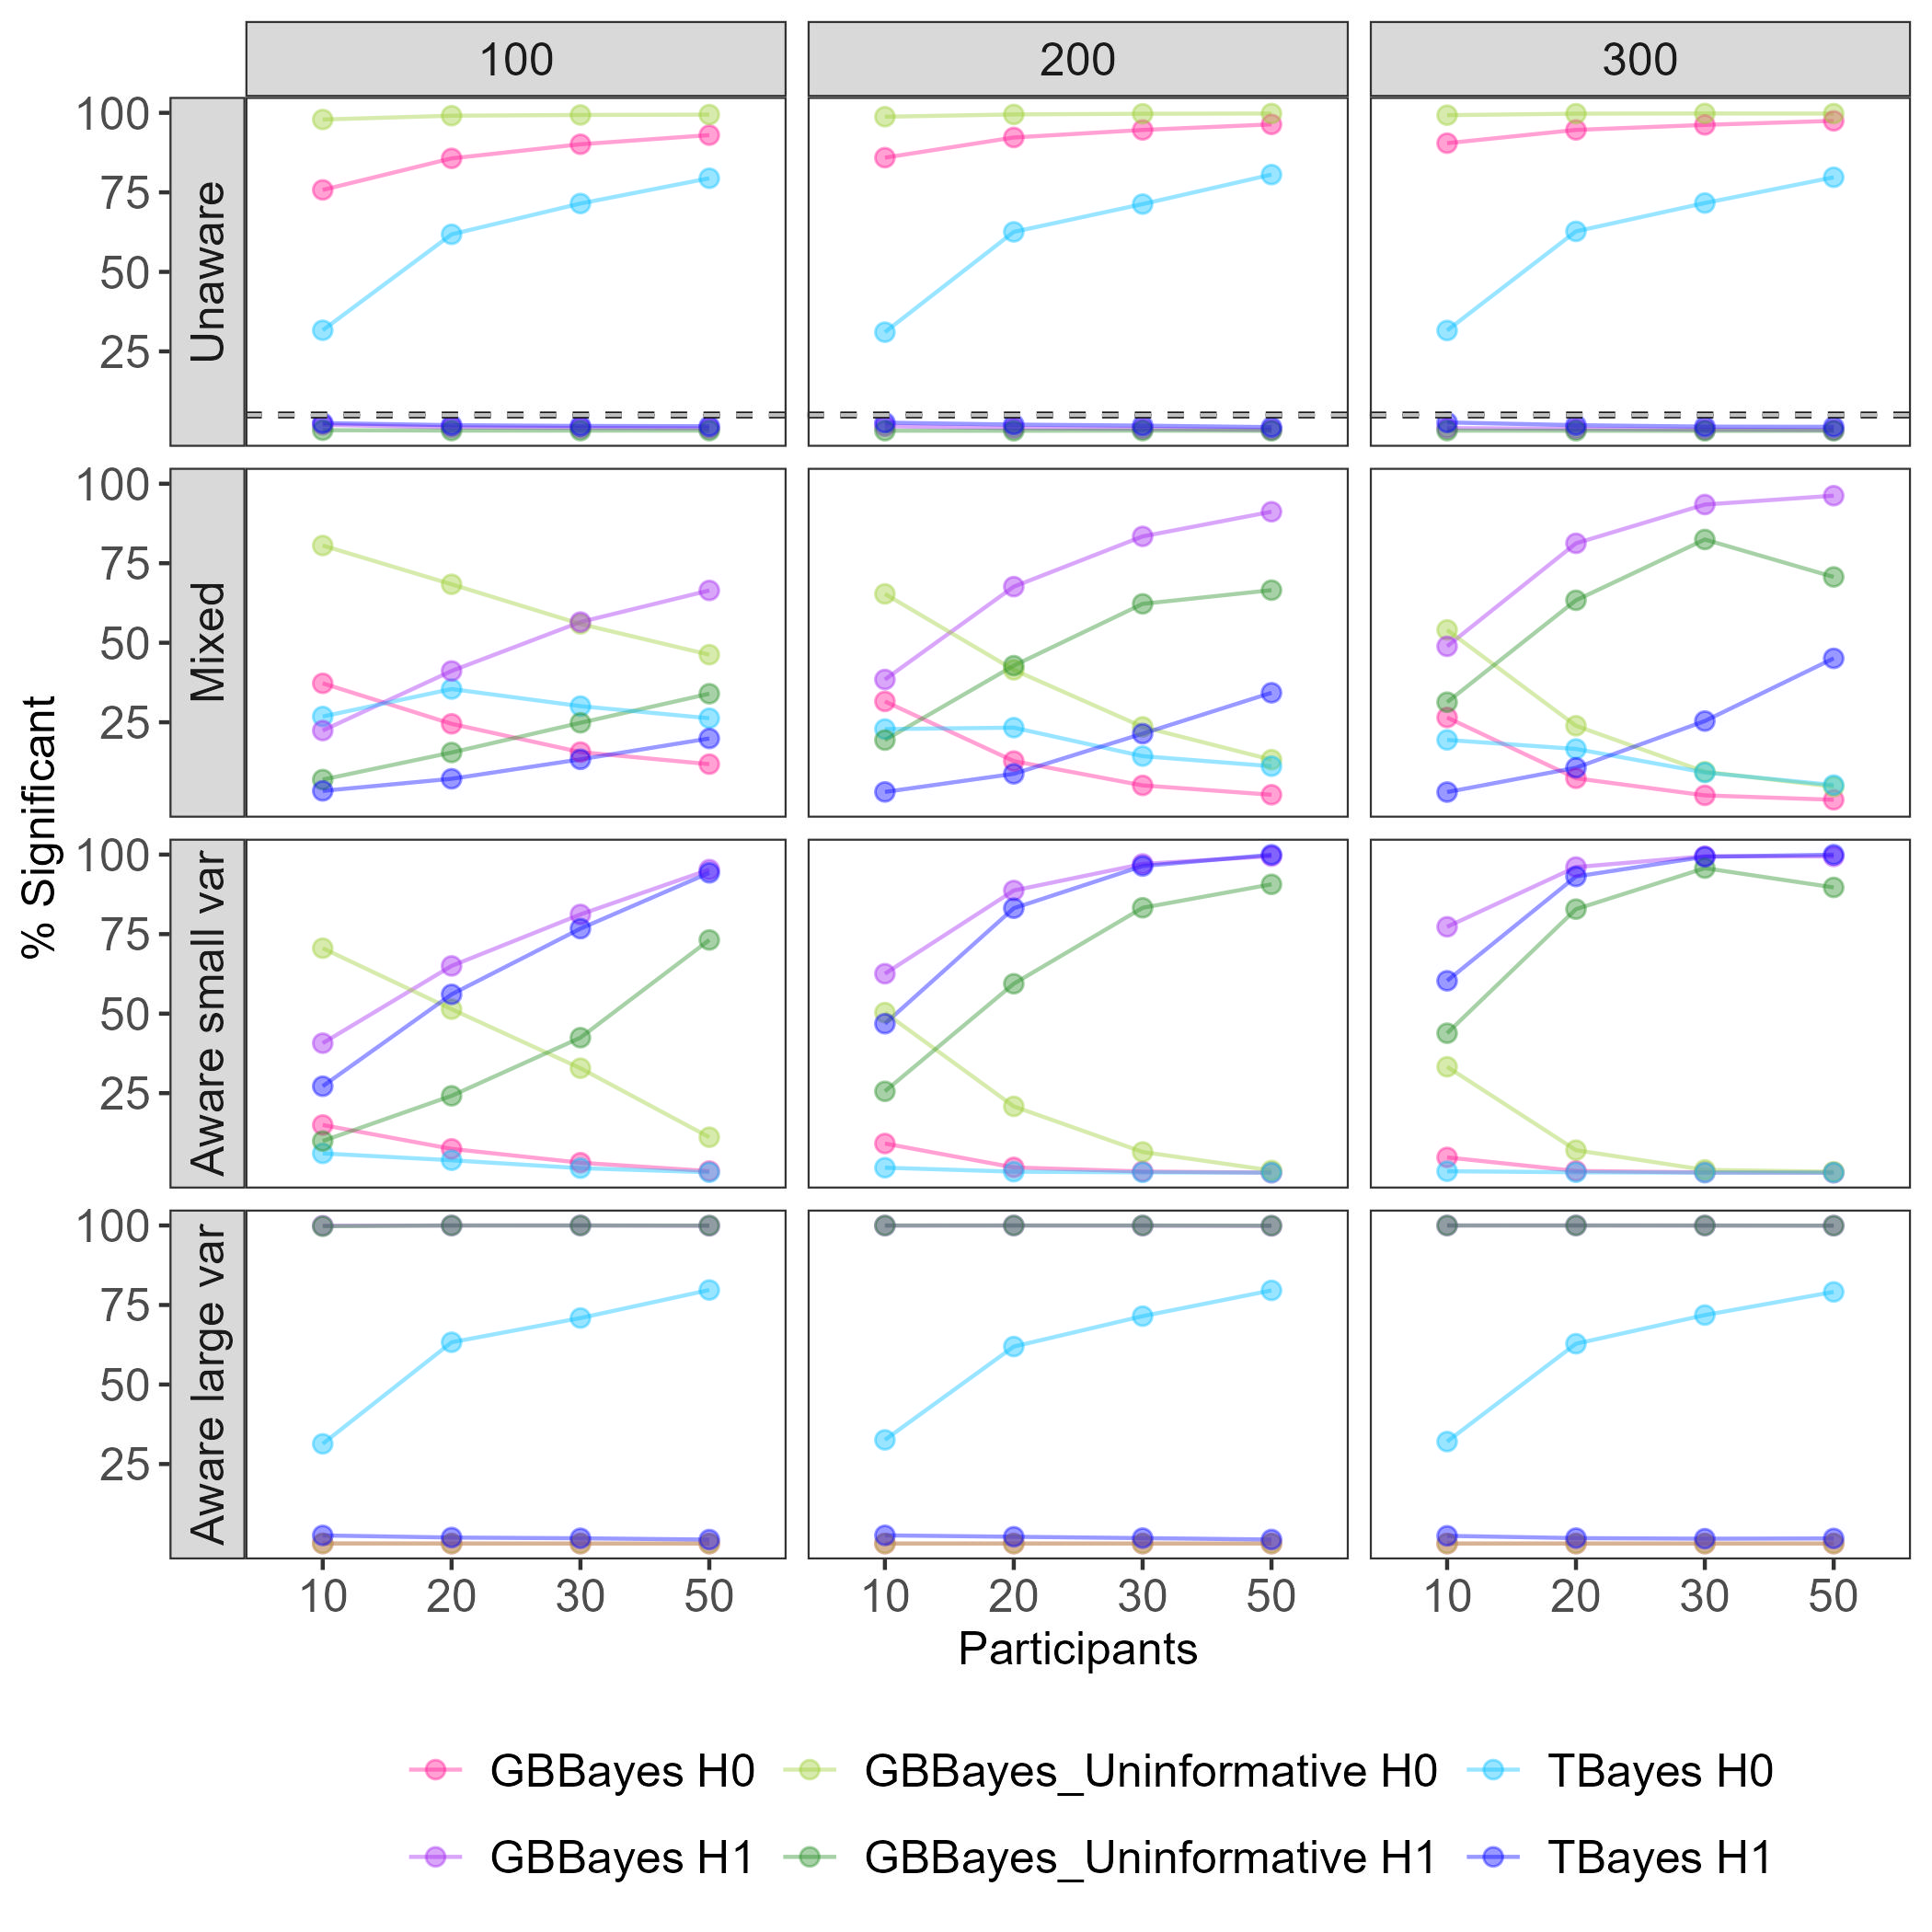 100 200 300
% Significant
Unaware
100
75
50
25
Mixed
100
75
50
25
Aware small var
100
75
50
25
Aware large var
100
75
50
25
10 20 30 50 10 20 30 50 10 20 30 50
Participants
GBBayes H0 GBBayes_Uninformative H0 TBayes H0
GBBayes H1 GBBayes_Uninformative H1 TBayes H1